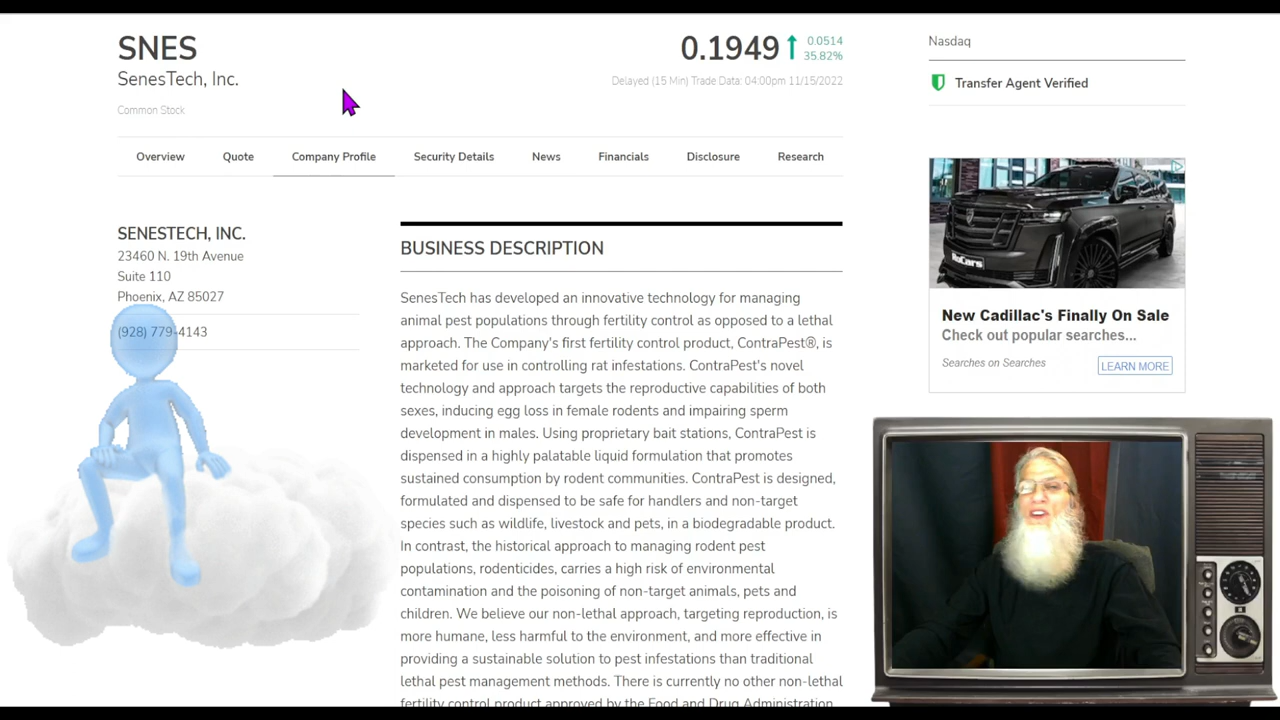 SNES
SenesTech, Inc.
Common Stock
0.1949
0.0514
35.82%
Delayed (15 Min) Trade Data: 04:00pm 11/15/2022
Nasdaq
Transfer Agent Verified
Overview Quote Company Profile Security Details News Financials Disclosure Research
SENESTECH, INC.
23460 N. 19th Avenue
Suite 110
Phoenix, AZ 85027
(928) 779-4143
BUSINESS DESCRIPTION
SenesTech has developed an innovative technology for managing
animal pest populations through fertility control as opposed to a lethal
approach. The Company's first fertility control product, ContraPest®, is
marketed for use in controlling rat infestations. ContraPest's novel
technology and approach targets the reproductive capabilities of both
sexes, inducing egg loss in female rodents and impairing sperm
development in males. Using proprietary bait stations, ContraPest is
dispensed in a highly palatable liquid formulation that promotes
sustained consumption by rodent communities. ContraPest is designed,
formulated and dispensed to be safe for handlers and non-target
species such as wildlife, livestock and pets, in a biodegradable product.
In contrast, the historical approach to managing rodent pest
populations, rodenticides, carries a high risk of environmental
contamination and the poisoning of non-target animals, pets and
children. We believe our non-lethal approach, targeting reproduction, is
more humane, less harmful to the environment, and more effective in
providing a sustainable solution to pest infestations than traditional
lethal pest management methods. There is currently no other non-lethal
fertility control product approved by the Food and Drug Administration
RoCars
New Cadillac's Finally On Sale
Check out popular searches...
Searches on Searches
LEARN MORE